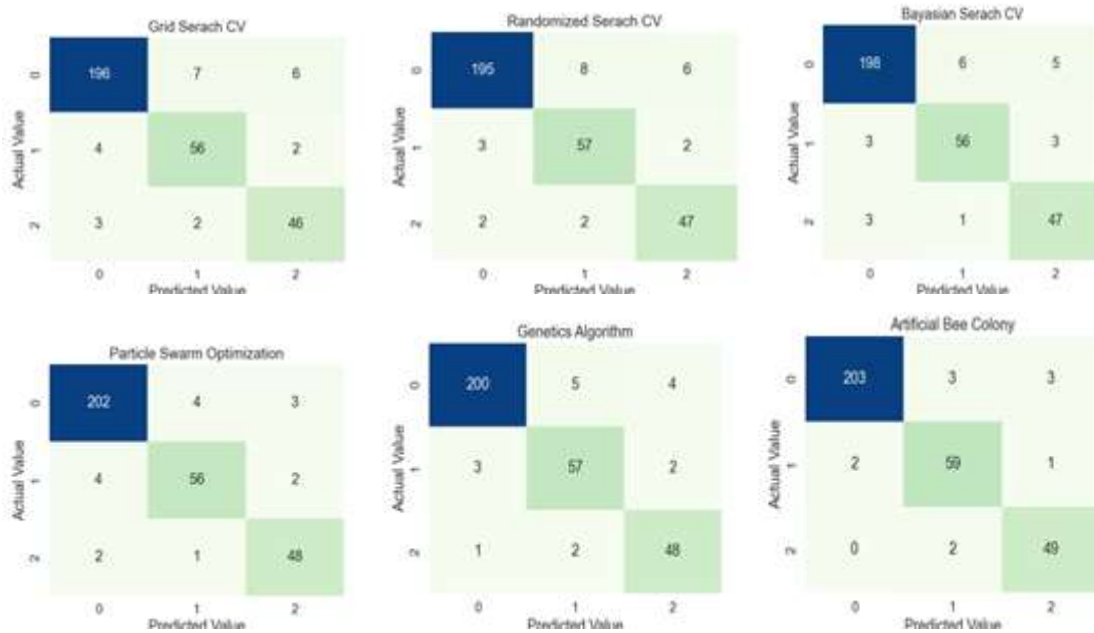 Grid Serach CV
0 196 7 6
1 4 56 2
2 3 2 46
0 1 2
Actual Value
Predicted Value
Randomized Serach CV
0 195 8 6
1 3 57 2
2 2 2 47
0 1 2
Actual Value
Predicted Value
Bayasian Serach CV
0 198 6 5
1 3 56 3
2 3 1 47
0 1 2
Actual Value
Predicted Value
Particle Swarm Optimization
0 202 4 3
1 4 56 2
2 2 1 48
0 1 2
Actual Value
Predicted Value
Genetics Algorithm
0 200 5 4
1 3 57 2
2 1 2 48
0 1 2
Actual Value
Predicted Value
Artificial Bee Colony
0 203 3 3
1 2 59 1
2 0 2 49
0 1 2
Actual Value
Predicted Value